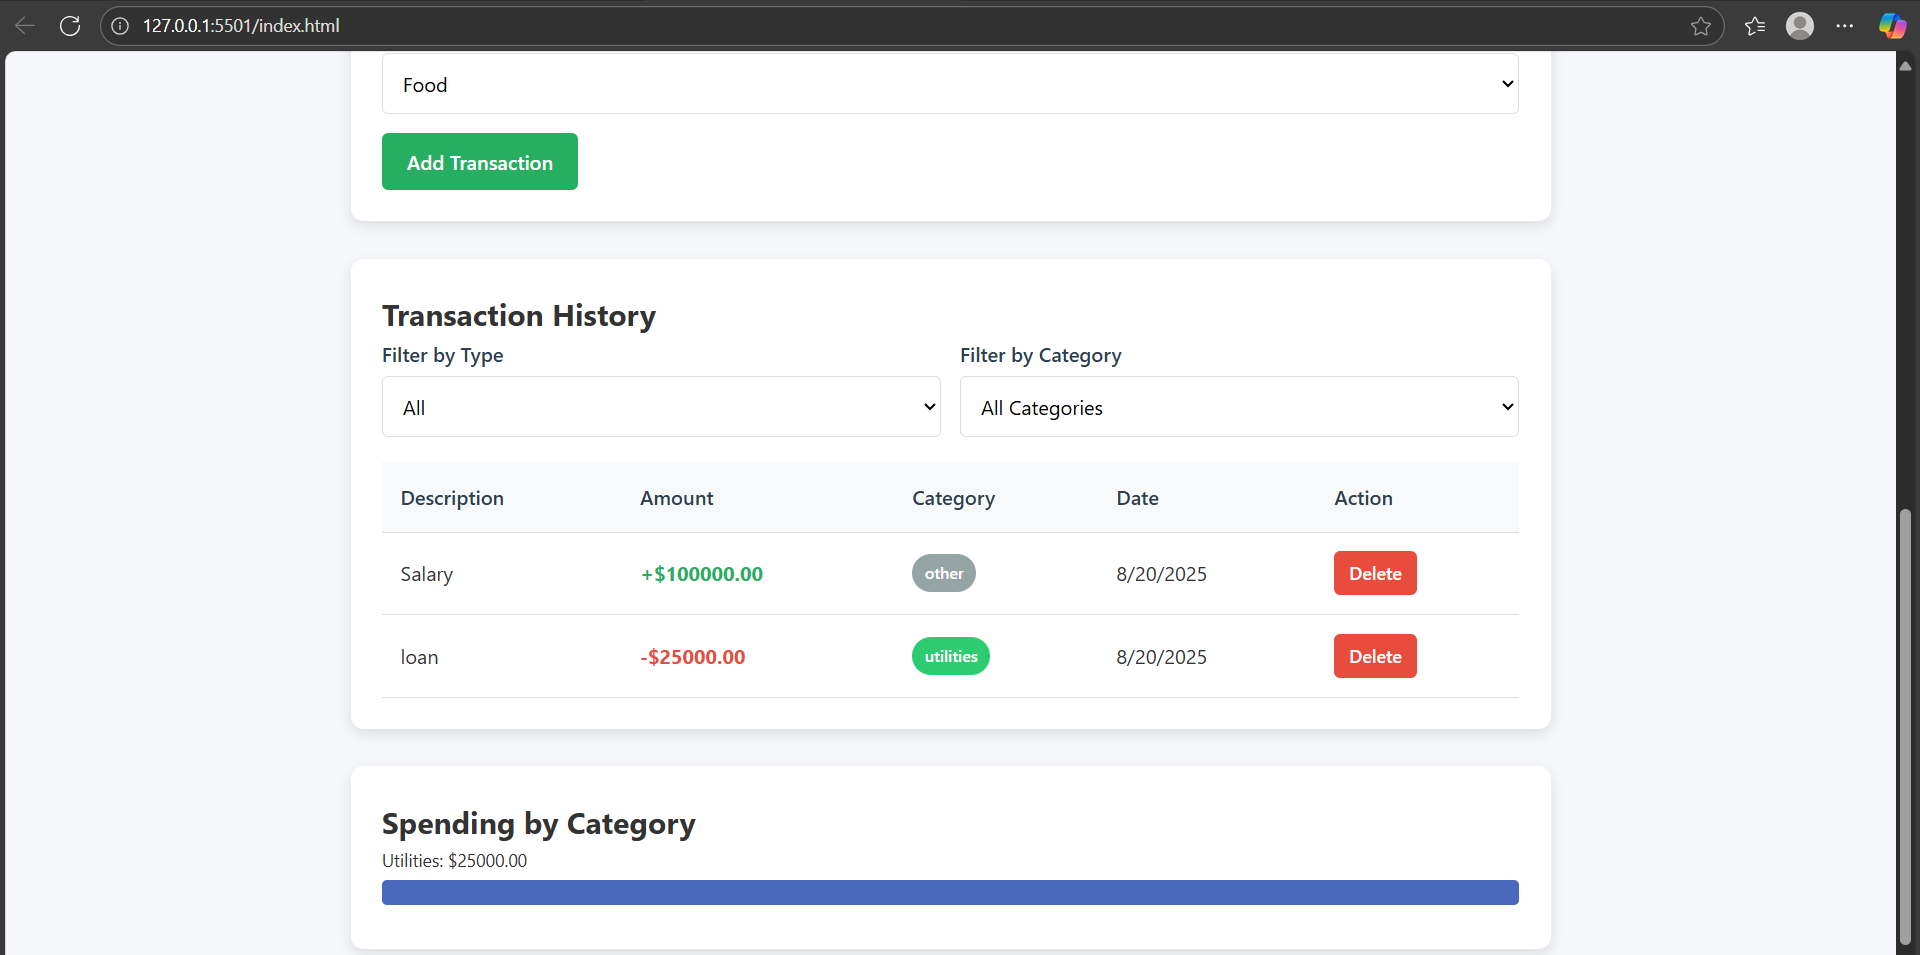 127.0.0.1:5501/index.html
Food
Add Transaction
Transaction History
Filter by Type Filter by Category
All All Categories
Description Amount Category Date Action
Salary +$100000.00 other 8/20/2025 Delete
loan -$25000.00 utilities 8/20/2025 Delete
Spending by Category
Utilities: $25000.00